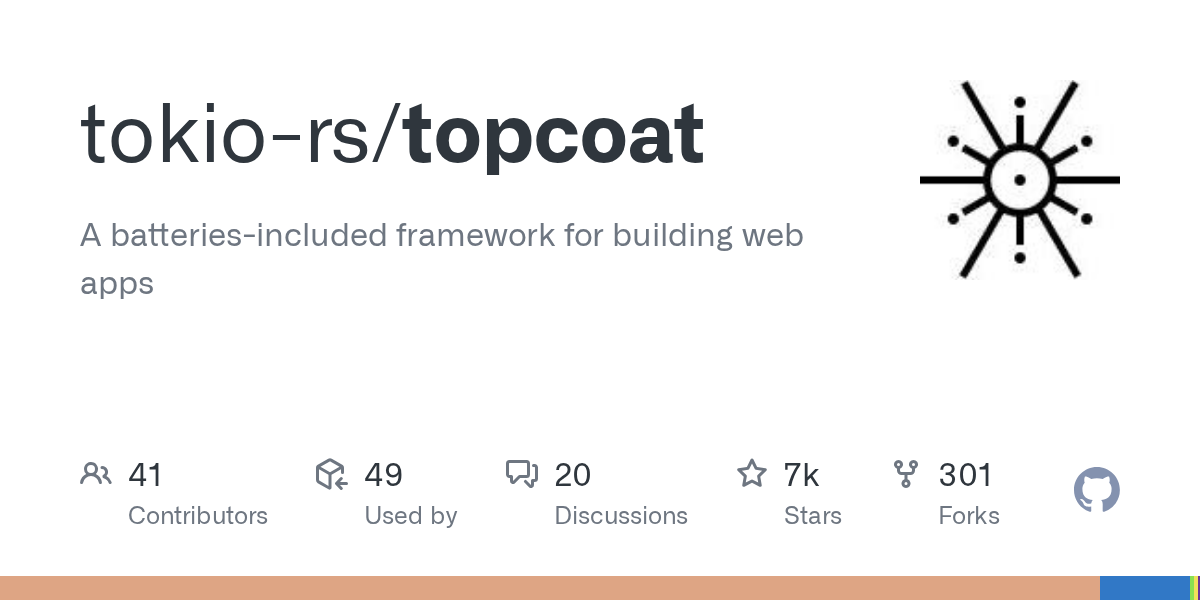 tokio-rs/topcoat
A batteries-included framework for building web
apps
41
Contributors
49
Used by
20
Discussions
7k
Stars
301
Forks